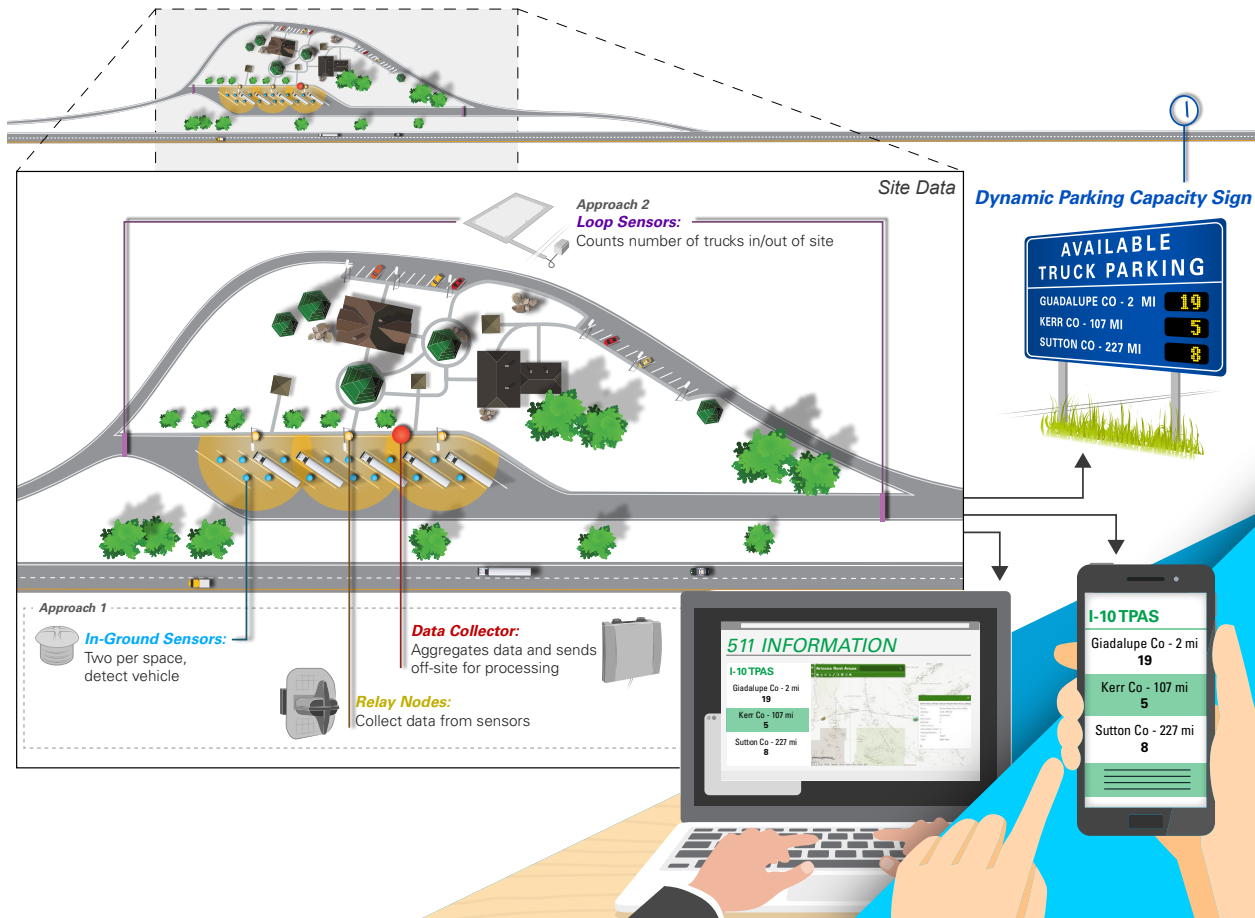 Site Data
Approach 2
Loop Sensors:
Counts number of trucks in/out of site
Dynamic Parking Capacity Sign
AVAILABLE
TRUCK PARKING
GUADALUPE CO - 2 MI 19
KERR CO - 107 MI 5
SUTTON CO - 227 MI 8
Approach 1
In-Ground Sensors:
Two per space,
detect vehicle
Relay Nodes:
Collect data from sensors
Data Collector:
Aggregates data and sends
off-site for processing
511 INFORMATION
I-10 TPAS
Giadalupe Co - 2 mi
19
Kerr Co - 107 mi
5
Sutton Co - 227 mi
8
I-10 TPAS
Giadalupe Co - 2 mi
19
Kerr Co - 107 mi
5
Sutton Co - 227 mi
8